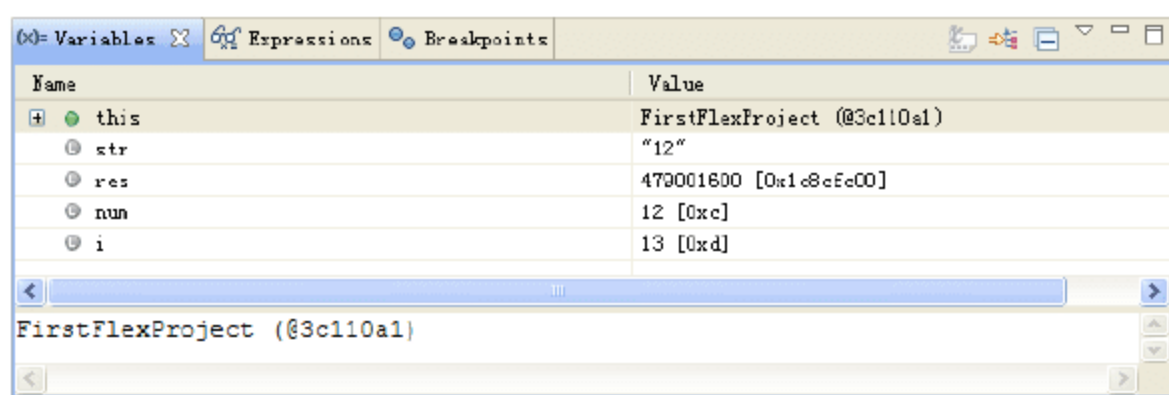 (x)= Variables Expressions Breakpoints
Name Value
this FirstFlexProject (@3c110a1)
str "12"
res 479001600 [0x1c8cfc00]
num 12 [0xc]
i 13 [0xd]
FirstFlexProject (@3c110a1)